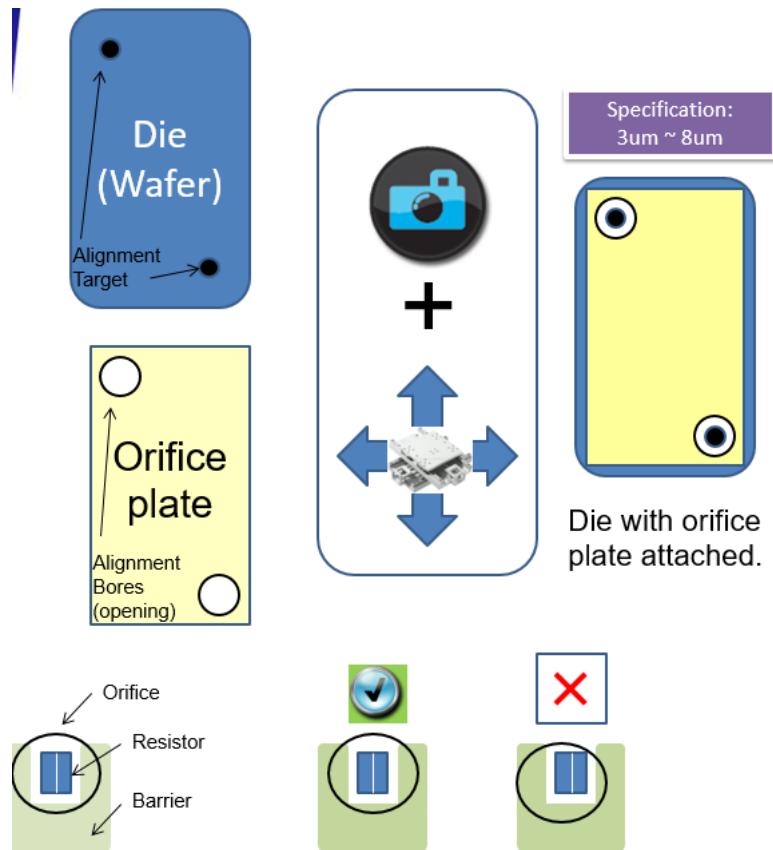 Die
(Wafer)
Alignment
Target
Specification:
3um ~ 8um
Orifice
plate
Alignment
Bores
(opening)
Die with orifice
plate attached.
Orifice
Resistor
Barrier